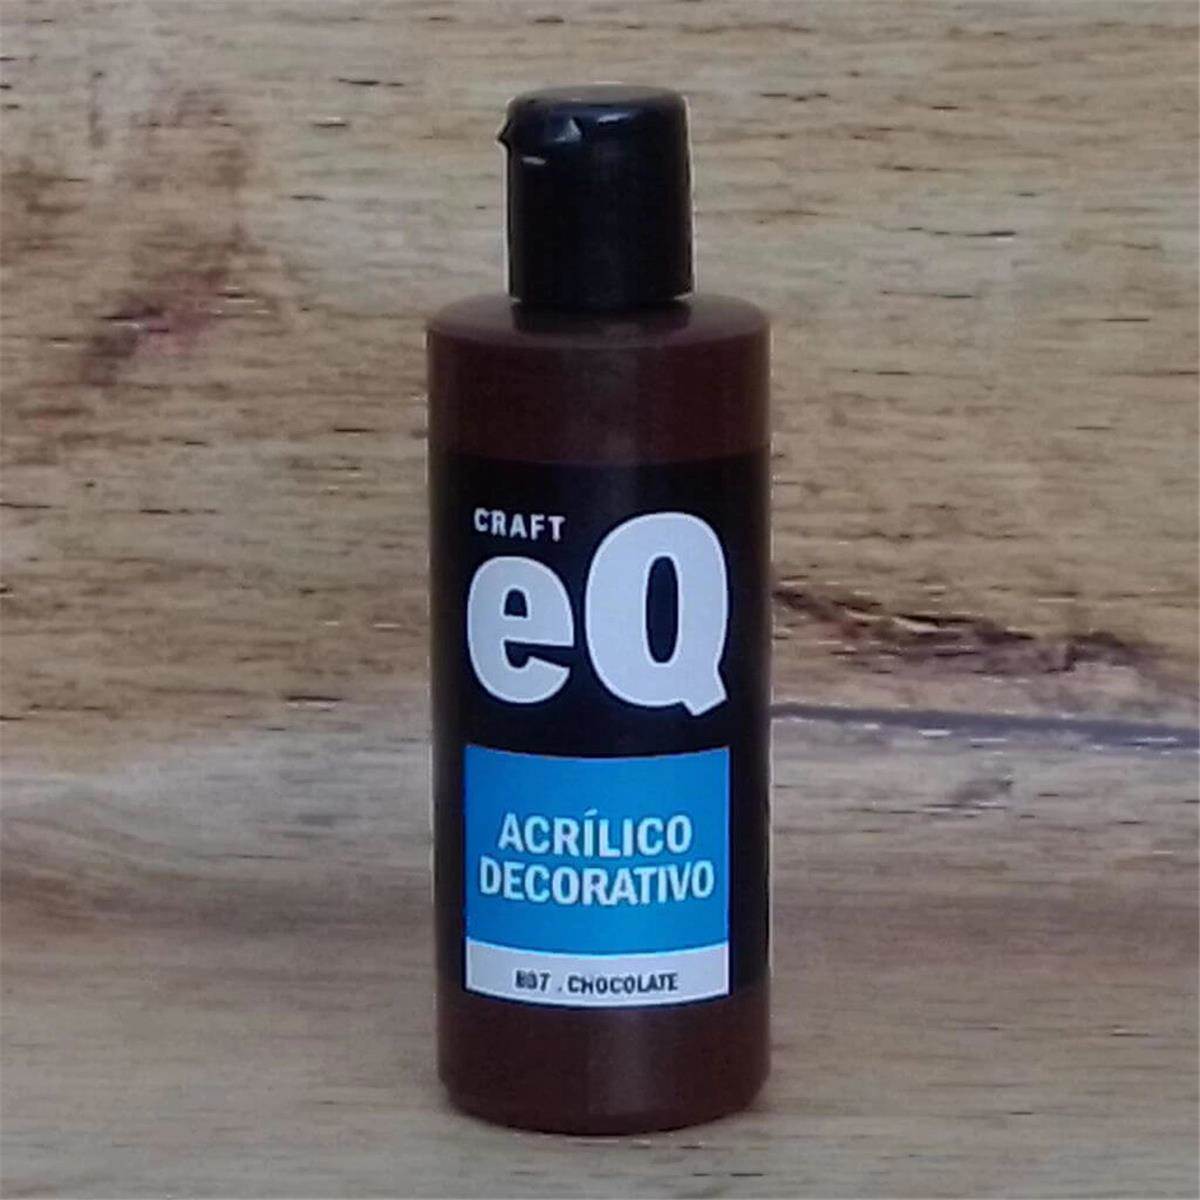 CRAFT
eQ
ACRÍLICO
DECORATIVO
807 . CHOCOLATE